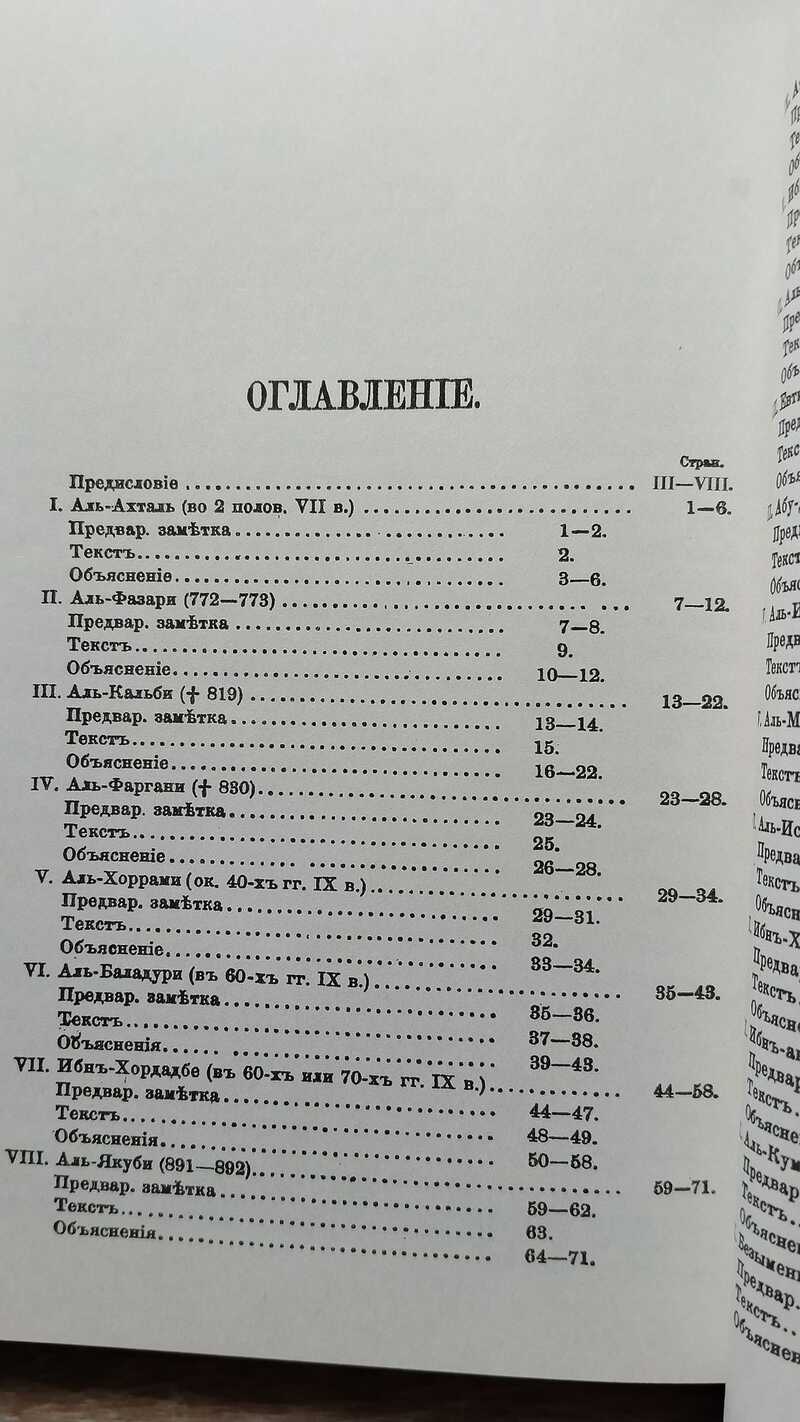 ОГЛАВЛЕНІЕ.
Стран.
Предисловіе ........................ III—VIII.
I. Аль-Ахталь (во 2 полов. VII в.) ........................ 1—6.
Предвар. замѣтка ........................ 1—2.
Текстъ ........................ 2.
Объясненіе ........................ 3—6.
II. Аль-Фазари (772—773) ........................ 7—12.
Предвар. замѣтка ........................ 7—8.
Текстъ ........................ 9.
Объясненіе ........................ 10—12.
III. Аль-Кальби († 819) ........................ 13—22.
Предвар. замѣтка ........................ 13—14.
Текстъ ........................ 15.
Объясненіе ........................ 16—22.
IV. Аль-Фаргани († 830) ........................ 23—28.
Предвар. замѣтка ........................ 23—24.
Текстъ ........................ 25.
Объясненіе ........................ 26—28.
V. Аль-Хоррами (ок. 40-хъ гг. IX в.) ........................ 29—34.
Предвар. замѣтка ........................ 29—31.
Текстъ ........................ 32.
Объясненіе ........................ 33—34.
VI. Аль-Баладури (въ 60-хъ гг. IX в.) ........................ 35—43.
Предвар. замѣтка ........................ 35—36.
Текстъ ........................ 37—38.
Объясненія ........................ 39—43.
VII. Ибнъ-Хордадбе (въ 60-хъ или 70-хъ гг. IX в.) ........................ 44—58.
Предвар. замѣтка ........................ 44—47.
Текстъ ........................ 48—49.
Объясненія ........................ 50—58.
VIII. Аль-Якуби (891—892) ........................ 59—71.
Предвар. замѣтка ........................ 59—62.
Текстъ ........................ 63.
Объясненія ........................ 64—71.